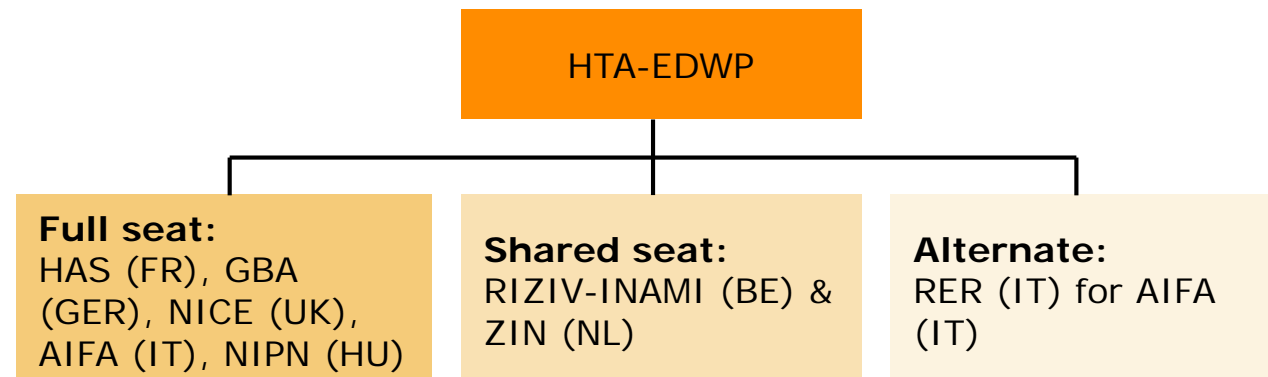 HTA-EDWP
Full seat:
HAS (FR), GBA
(GER), NICE (UK),
AIFA (IT), NIPN (HU)
Shared seat:
RIZIV-INAMI (BE) &
ZIN (NL)
Alternate:
RER (IT) for AIFA
(IT)